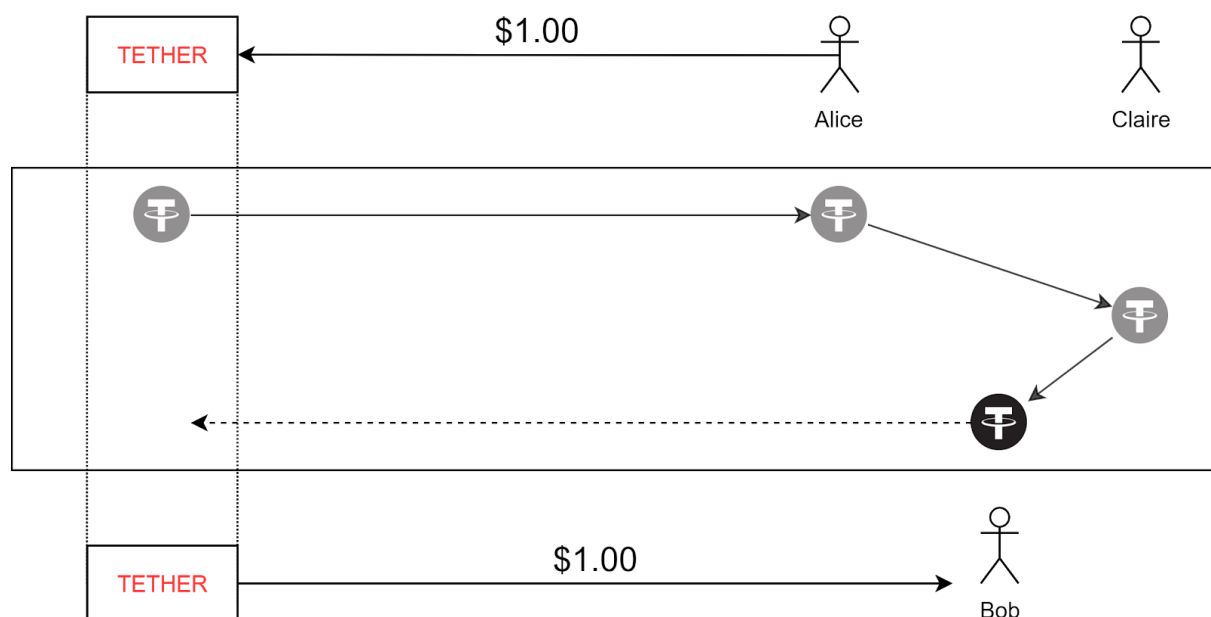 $1.00
TETHER
Alice
Claire
$1.00
TETHER
Bob